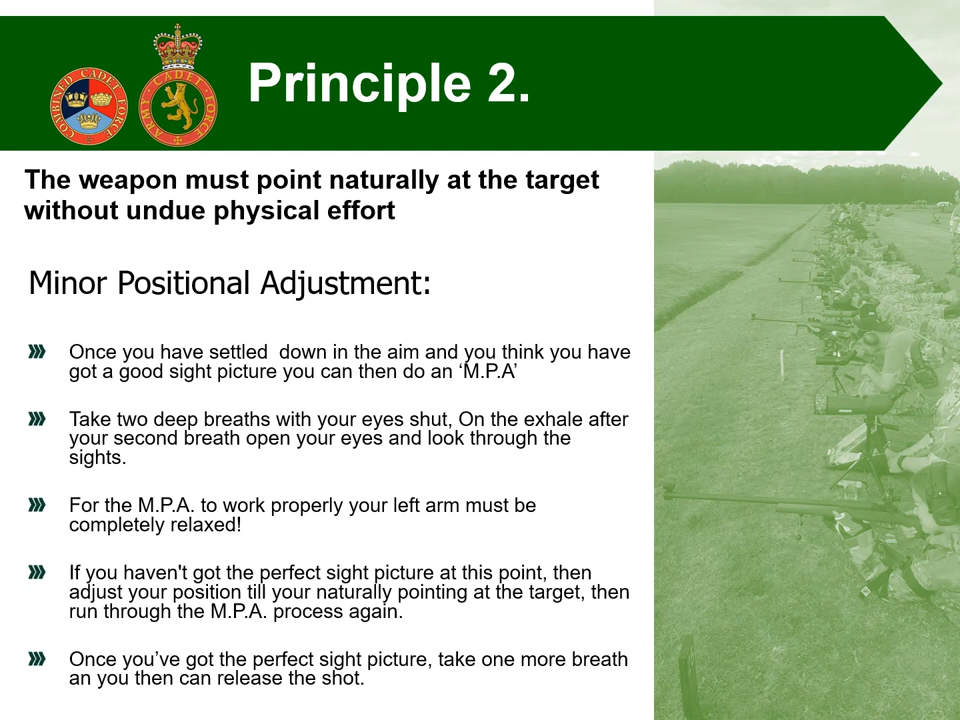 COMBINED CADET FORCE
ARMY CADET FORCE
Principle 2.
The weapon must point naturally at the target
without undue physical effort
Minor Positional Adjustment:
Once you have settled  down in the aim and you think you have
got a good sight picture you can then do an ‘M.P.A’
Take two deep breaths with your eyes shut, On the exhale after
your second breath open your eyes and look through the
sights.
For the M.P.A. to work properly your left arm must be
completely relaxed!
If you haven't got the perfect sight picture at this point, then
adjust your position till your naturally pointing at the target, then
run through the M.P.A. process again.
Once you’ve got the perfect sight picture, take one more breath
an you then can release the shot.